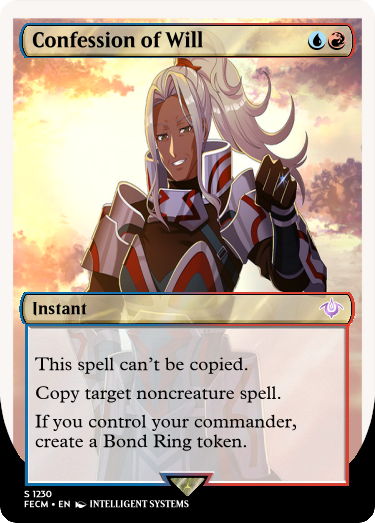 Confession of Will
Instant
This spell can't be copied.
Copy target noncreature spell.
If you control your commander,
create a Bond Ring token.
S 1230
FECM • EN INTELLIGENT SYSTEMS